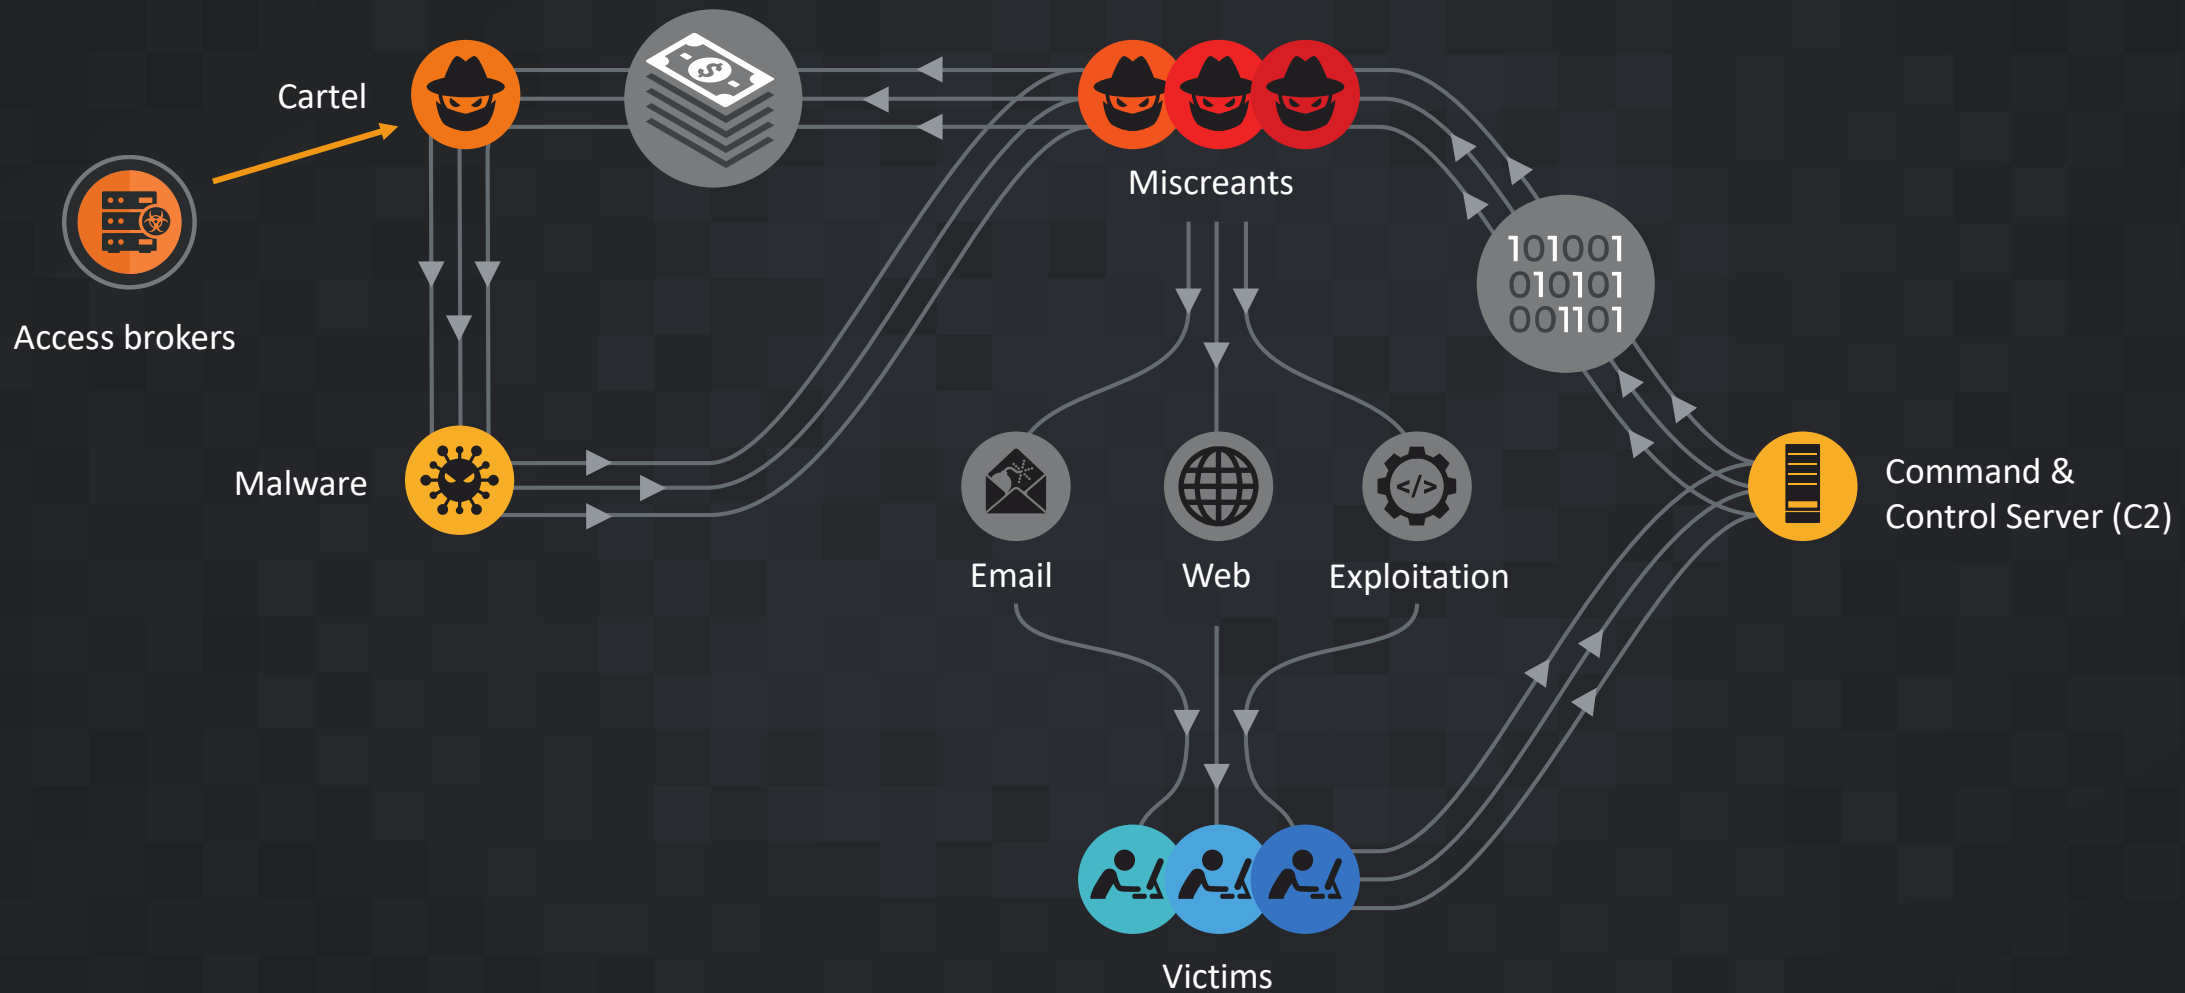 Cartel
$
Miscreants
Access brokers
101001
010101
001101
Malware
</>
Command &
Control Server (C2)
Email
Web
Exploitation
Victims